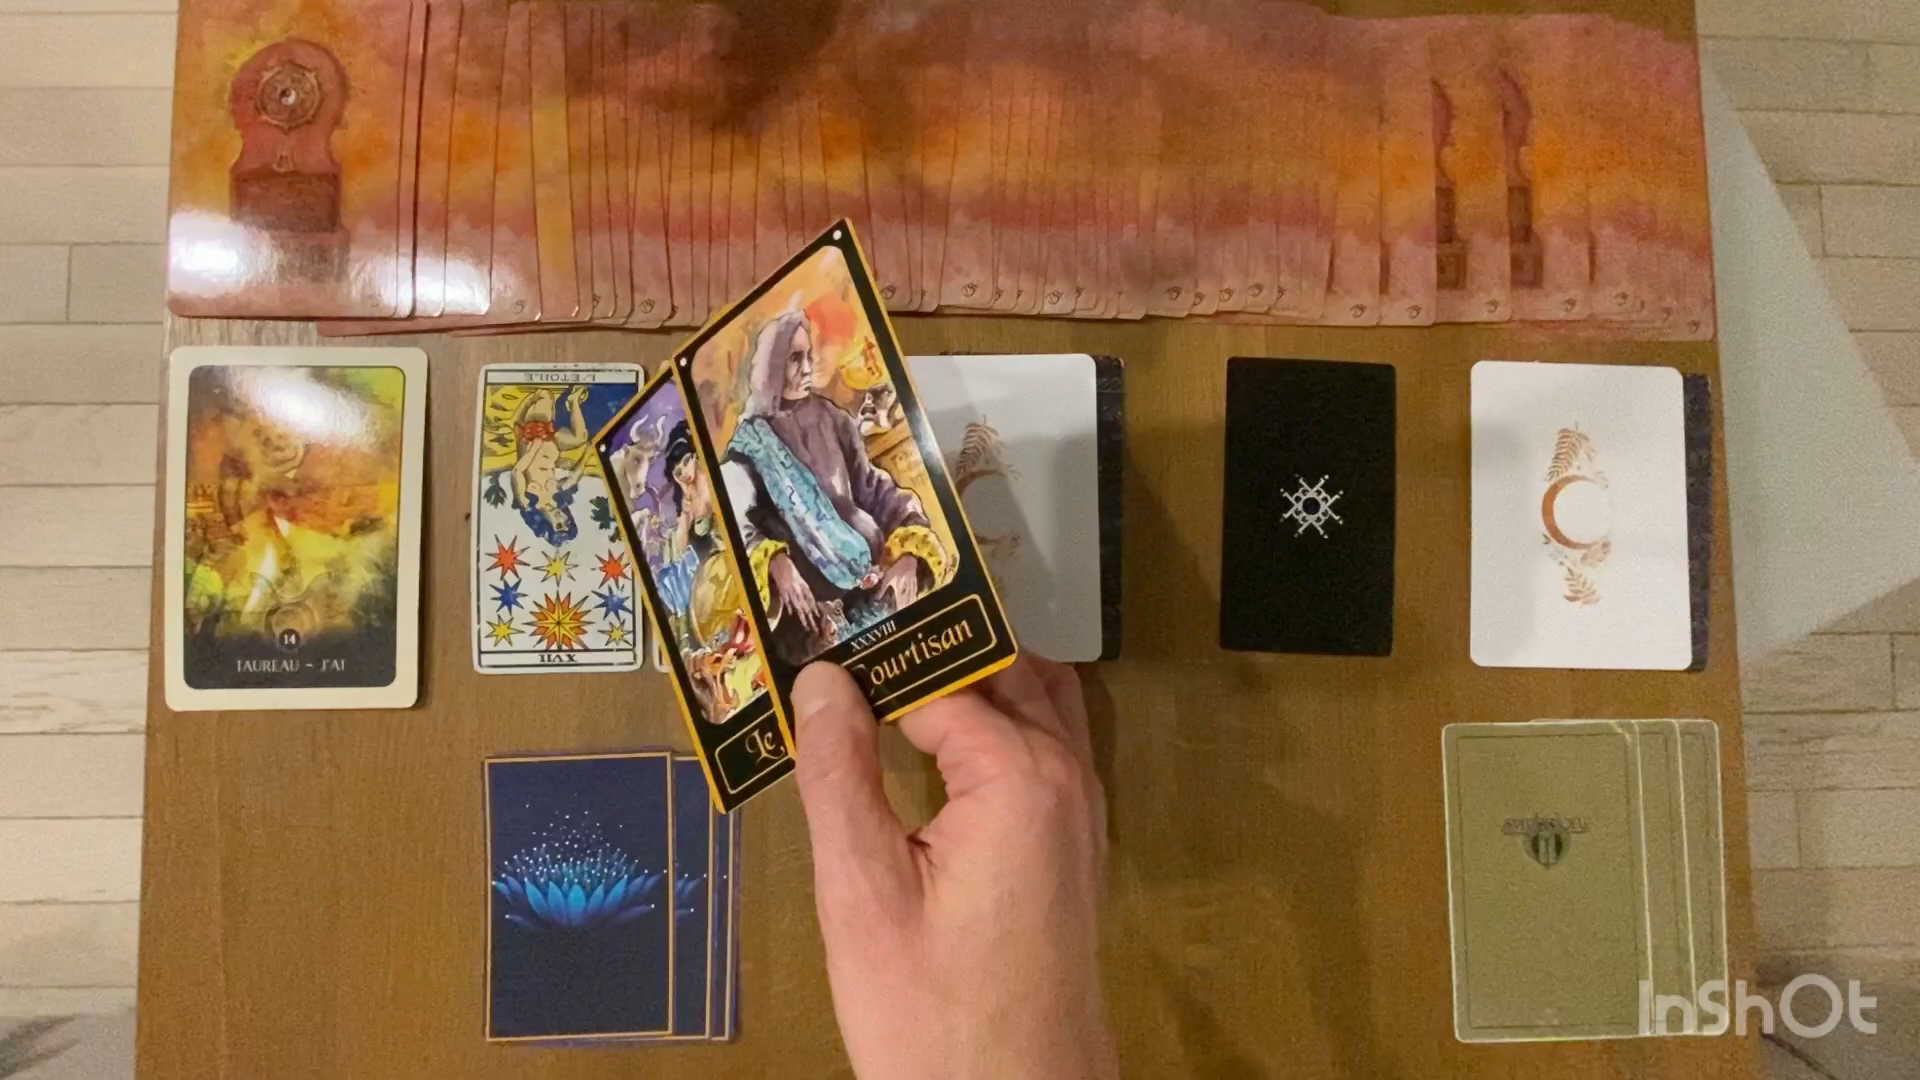 L'ETOILE
XVII
14
TAUREAU - J'AI
XXXVIII
Courtisan
Le
InShOt